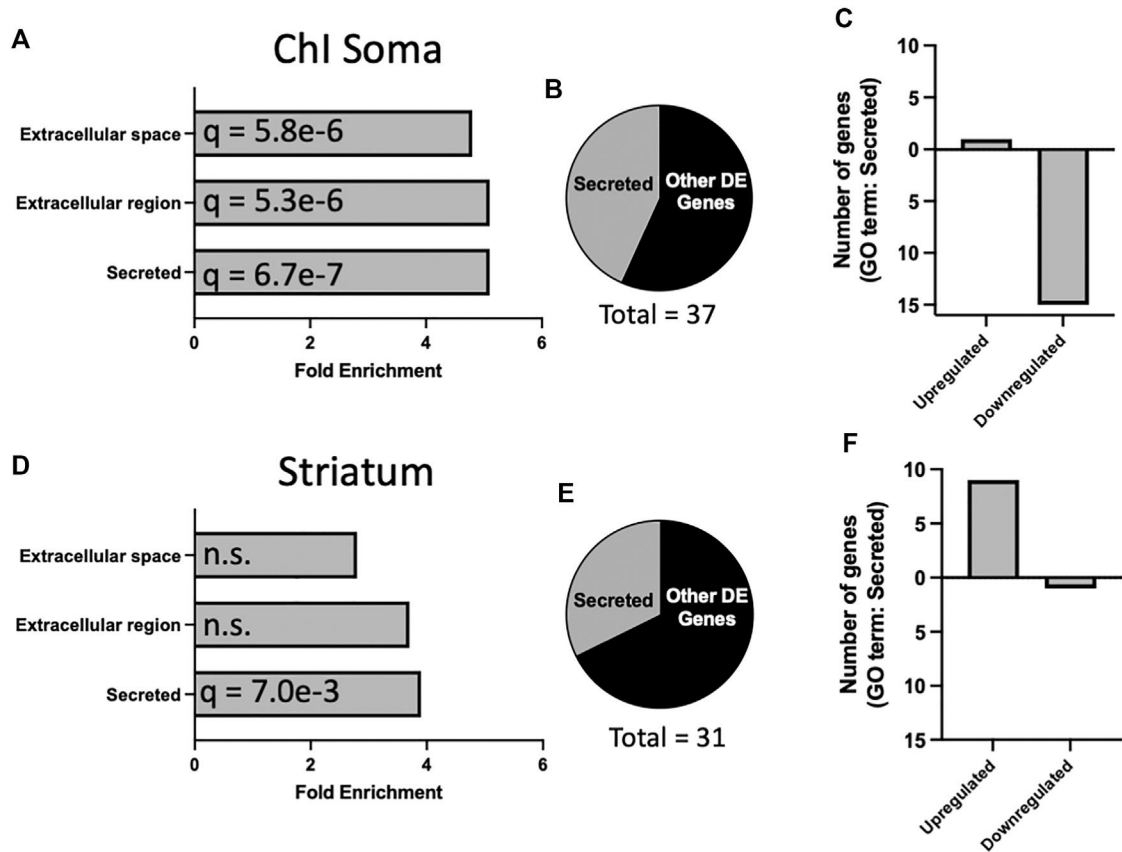 A
ChI Soma
Extracellular space
q = 5.8e-6
Extracellular region
q = 5.3e-6
Secreted
q = 6.7e-7
0 2 4 6
Fold Enrichment
B
Secreted
Other DE
Genes
Total = 37
C
Number of genes
(GO term: Secreted)
10
5
0
5
10
15
Upregulated
Downregulated
D
Striatum
Extracellular space
n.s.
Extracellular region
n.s.
Secreted
q = 7.0e-3
0 2 4 6
Fold Enrichment
E
Secreted
Other DE
Genes
Total = 31
F
Number of genes
(GO term: Secreted)
10
5
0
5
10
15
Upregulated
Downregulated